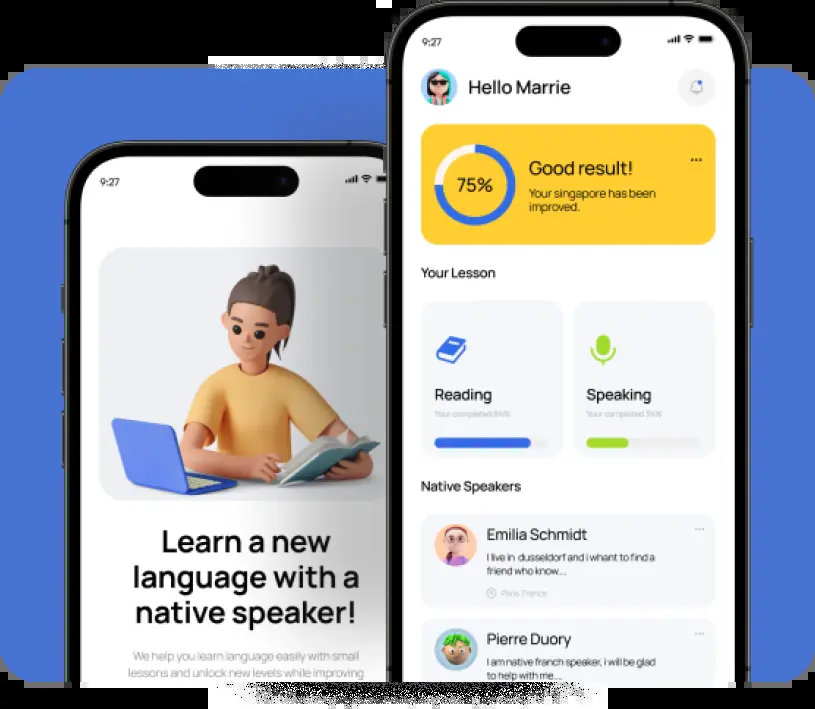 9:27
Learn a new
language with a
native speaker!
We help you learn language easily with small
lessons and unlock new levels while improving
9:27
Hello Marrie
75%
Good result!
Your singapore has been
improved.
Your Lesson
Reading
Your completed 84%
Speaking
Your completed 34%
Native Speakers
Emilia Schmidt
I live in dusseldorf and i whant to find a
friend who know...
Paris, France
Pierre Duory
I am native franch speaker, i will be glad
to help with me...